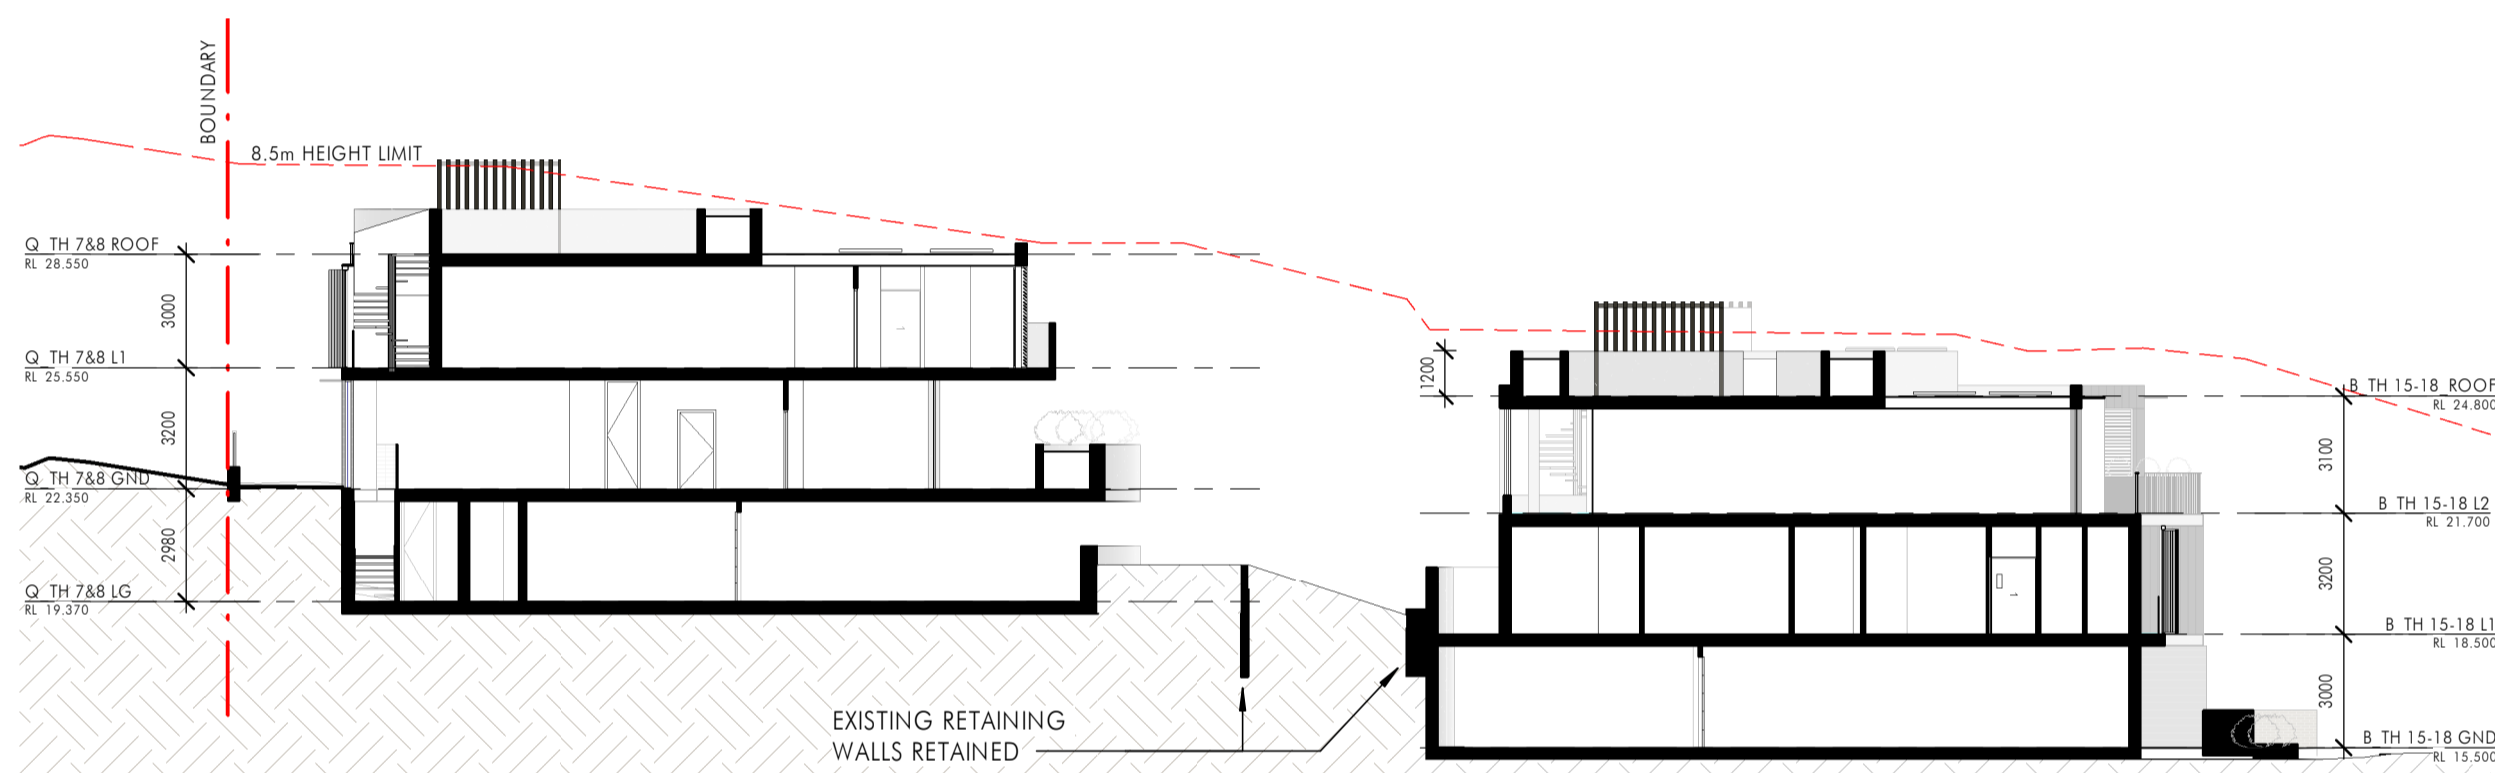 BOUNDARY
8.5m HEIGHT LIMIT
Q TH 7&8 ROOF
RL 28.550
3000
Q TH 7&8 L1
RL 25.550
3200
Q TH 7&8 GND
RL 22.350
2980
Q TH 7&8 LG
RL 19.370
EXISTING RETAINING
WALLS RETAINED
1200
B TH 15-18 ROOF
RL 24.800
3100
B TH 15-18 L2
RL 21.700
3200
B TH 15-18 L1
RL 18.500
3000
B TH 15-18 GND
RL 15.500